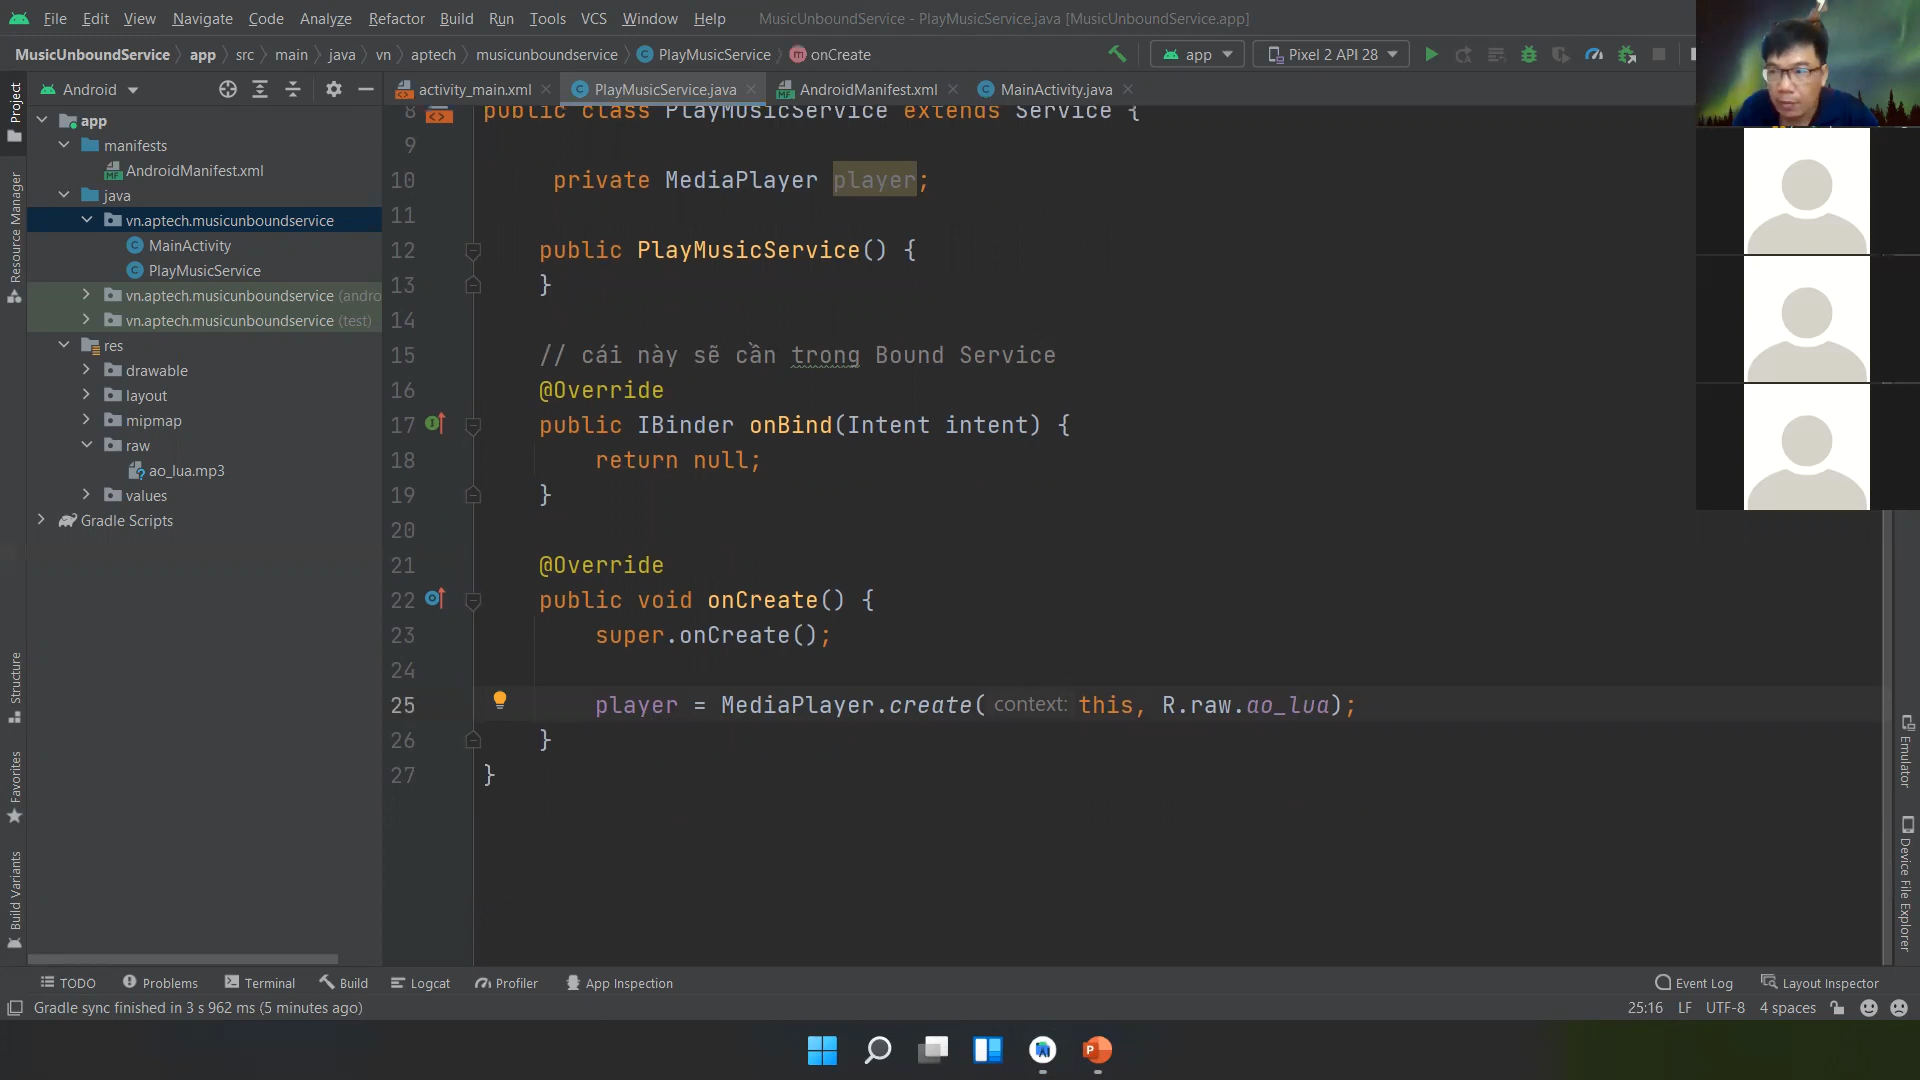 File Edit View Navigate Code Analyze Refactor Build Run Tools VCS Window Help MusicUnboundService - PlayMusicService.java [MusicUnboundService.app]
MusicUnboundService app src main java vn aptech musicunboundservice PlayMusicService onCreate app Pixel 2 API 28
Android
activity_main.xml PlayMusicService.java AndroidManifest.xml MainActivity.java
Project
Resource Manager
Structure
Favorites
Build Variants
app
manifests
AndroidManifest.xml
java
vn.aptech.musicunboundservice
MainActivity
PlayMusicService
vn.aptech.musicunboundservice (andro
vn.aptech.musicunboundservice (test)
res
drawable
layout
mipmap
raw
ao_lua.mp3
values
Gradle Scripts
8 public class PlayMusicService extends Service {
9
10 private MediaPlayer player;
11
12 public PlayMusicService() {
13 }
14
15 // cái này sẽ cần trong Bound Service
16 @Override
17 public IBinder onBind(Intent intent) {
18 return null;
19 }
20
21 @Override
22 public void onCreate() {
23 super.onCreate();
24
25 player = MediaPlayer.create( context: this, R.raw.ao_lua);
26 }
27 }
Emulator
Device File Explorer
TODO Problems Terminal Build Logcat Profiler App Inspection Event Log Layout Inspector
Gradle sync finished in 3 s 962 ms (5 minutes ago) 25:16 LF UTF-8 4 spaces